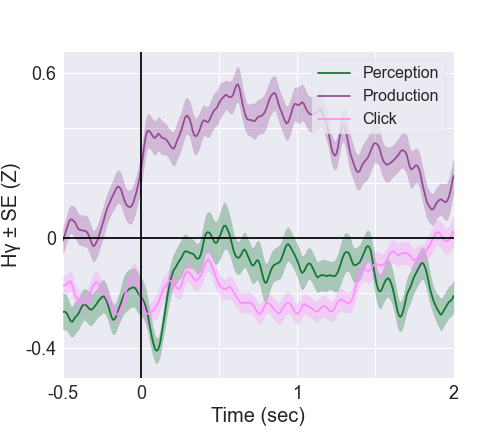 Hγ ± SE (Z)
0.6
0
-0.4
Perception
Production
Click
-0.5
0
1
2
Time (sec)